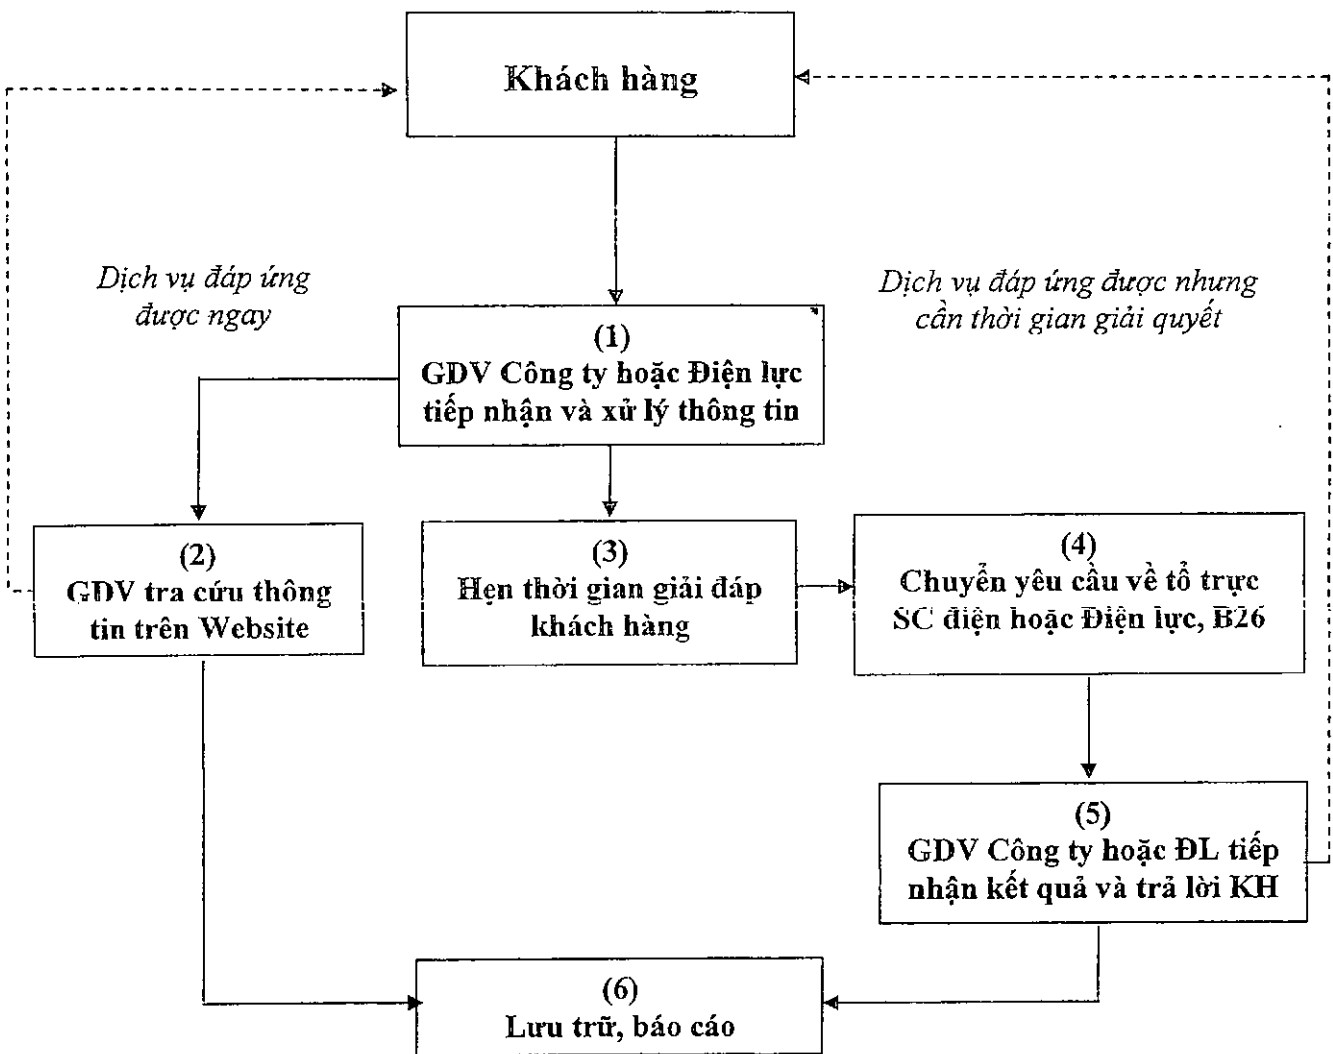 Khách hàng
Dịch vụ đáp ứng
được ngay
Dịch vụ đáp ứng được nhưng
cần thời gian giải quyết
(1)
GDV Công ty hoặc Điện lực
tiếp nhận và xử lý thông tin
(2)
GDV tra cứu thông
tin trên Website
(3)
Hẹn thời gian giải đáp
khách hàng
(4)
Chuyển yêu cầu về tổ trực
SC điện hoặc Điện lực, B26
(5)
GDV Công ty hoặc ĐL tiếp
nhận kết quả và trả lời KH
(6)
Lưu trữ, báo cáo